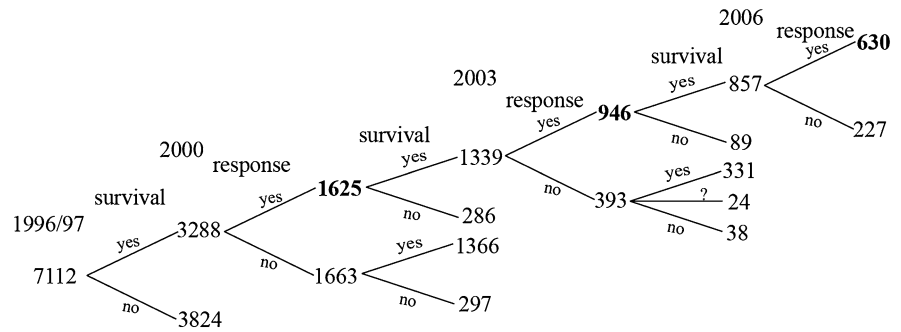 2006
response
yes
630
survival
yes
857
2003
no
227
response
yes
946
no
89
survival
yes
1339
2000
yes
331
response
no
393
?
24
yes
1625
no
38
survival
no
286
1996/97
yes
3288
yes
1366
no
1663
7112
no
297
no
3824